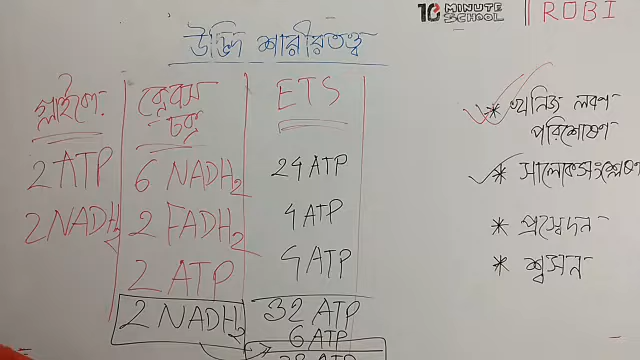 10 MINUTE SCHOOL
ROBI
উদ্ভিদ শারীরতত্ত্ব
গ্লাইকো.
2 ATP
2 NADH2
ক্রেবস চক্র
6 NADH2
2 FADH2
2 ATP
2 NADH2
ETS
24 ATP
4 ATP
4 ATP
32 ATP
6 ATP
38 ATP
* খনিজ লবণ
পরিশোষণ
* সালোকসংশ্লেষণ
* প্রস্বেদন
* শ্বসন